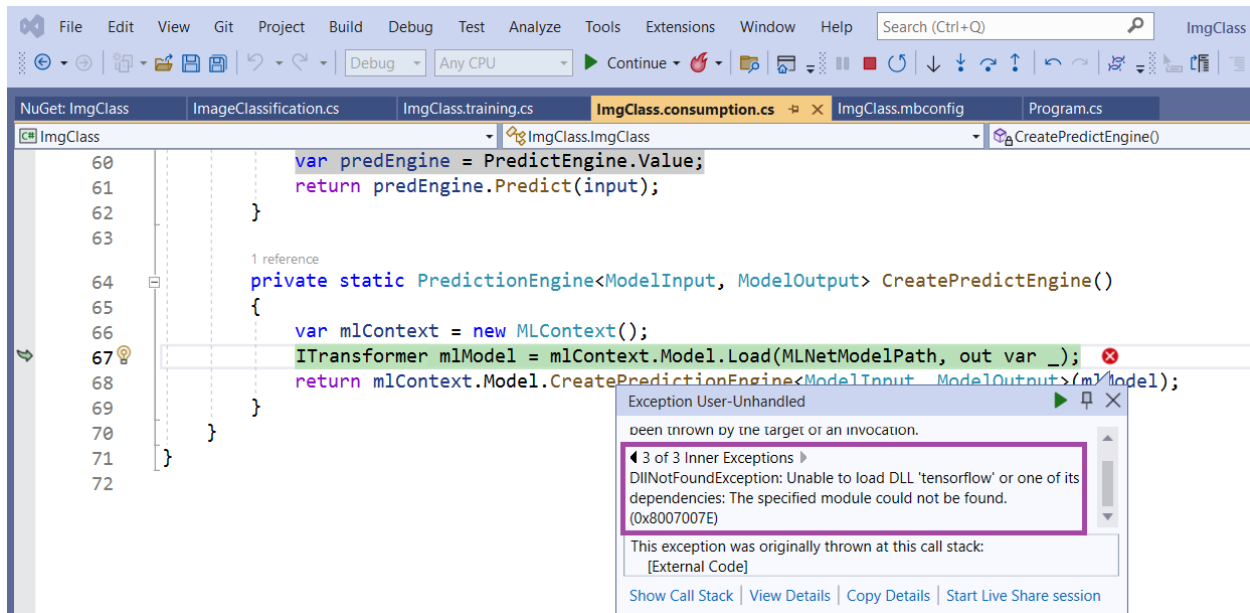 File Edit View Git Project Build Debug Test Analyze Tools Extensions Window Help Search (Ctrl+Q) ImgClass
Debug Any CPU Continue
NuGet: ImgClass ImageClassification.cs ImgClass.training.cs ImgClass.consumption.cs ImgClass.mbconfig Program.cs
C# ImgClass ImgClass.ImgClass CreatePredictEngine()
60 var predEngine = PredictEngine.Value;
61 return predEngine.Predict(input);
62 }
63
1 reference
64 private static PredictionEngine<ModelInput, ModelOutput> CreatePredictEngine()
65 {
66 var mlContext = new MLContext();
67 ITransformer mlModel = mlContext.Model.Load(MLNetModelPath, out var _);
68 return mlContext.Model.CreatePredictionEngine<ModelInput, ModelOutput>(mlModel);
69 }
70 }
71 }
72
Exception User-Unhandled
been thrown by the target of an invocation.
3 of 3 Inner Exceptions
DllNotFoundException: Unable to load DLL 'tensorflow' or one of its
dependencies: The specified module could not be found.
(0x8007007E)
This exception was originally thrown at this call stack:
[External Code]
Show Call Stack | View Details | Copy Details | Start Live Share session